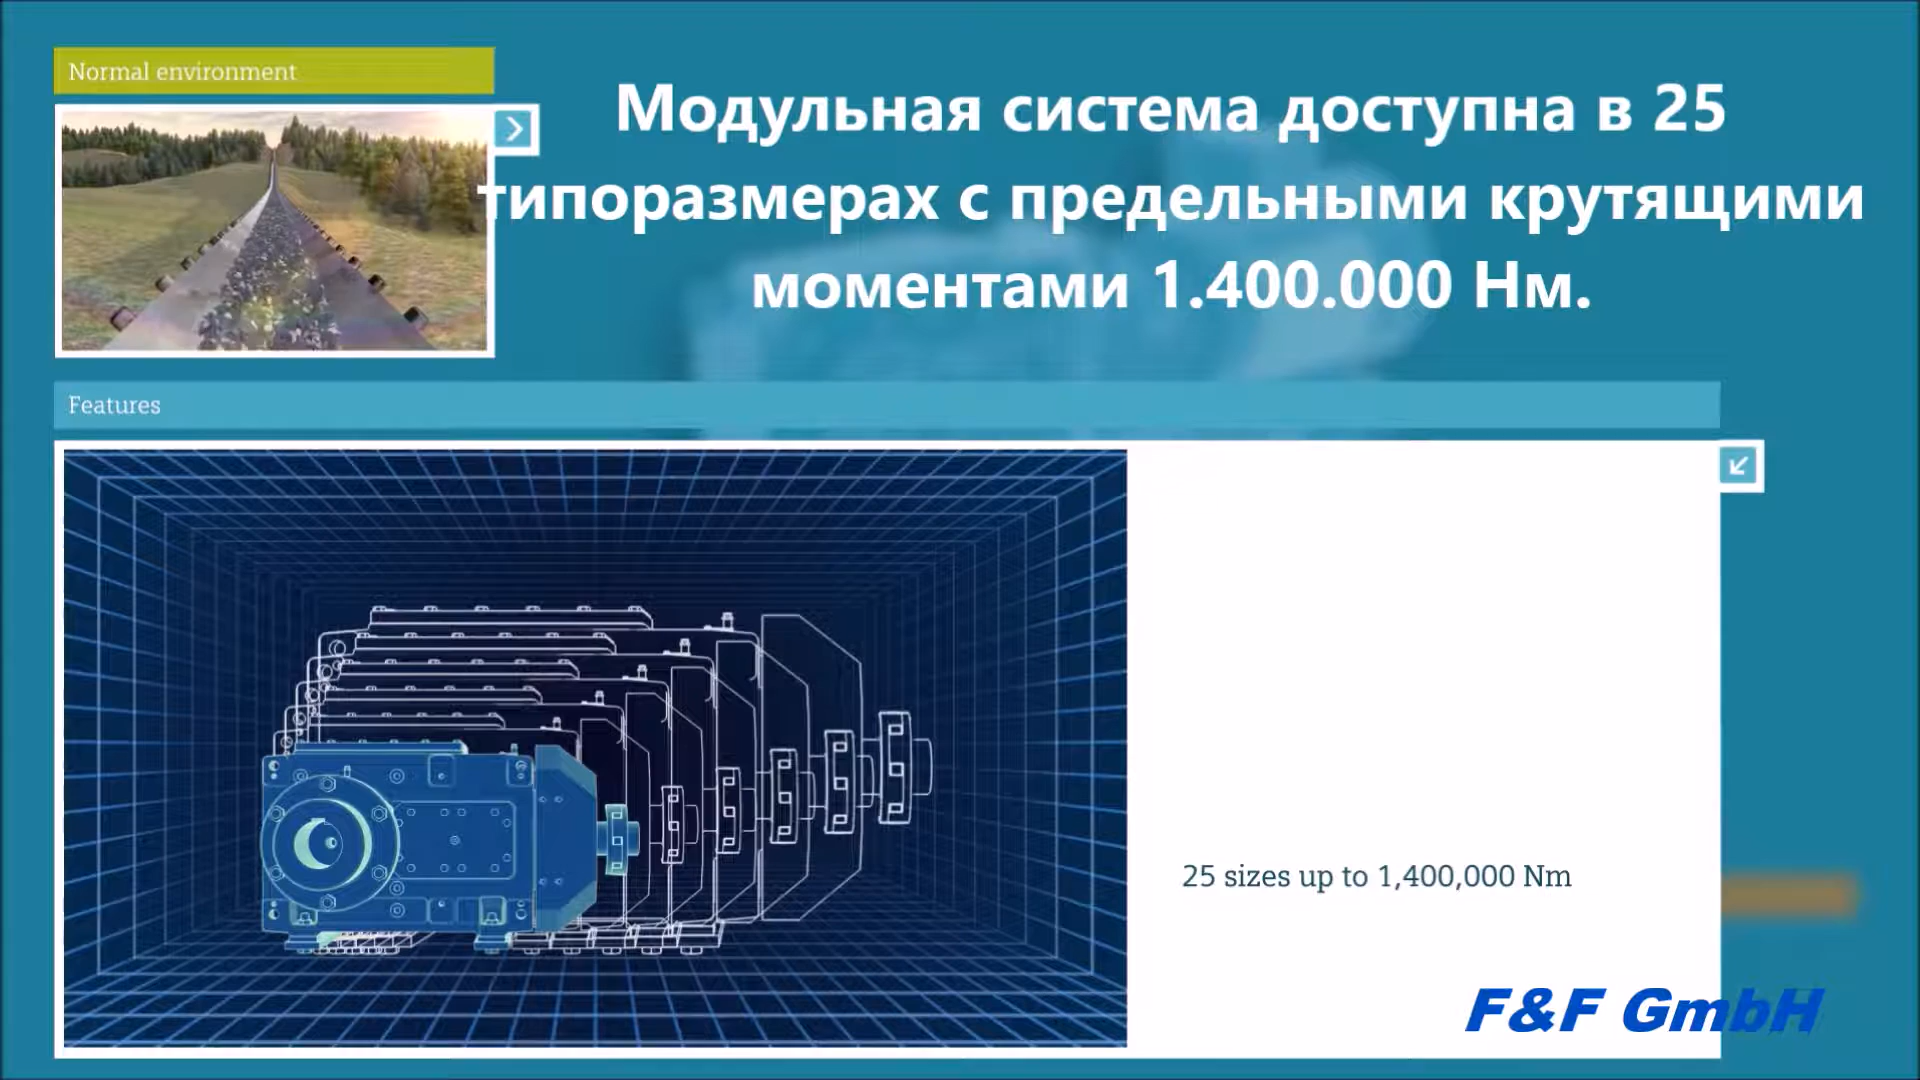 Normal environment
Модульная система доступна в 25
типоразмерах с предельными крутящими
моментами 1.400.000 Нм.
Features
25 sizes up to 1,400,000 Nm
F&F GmbH